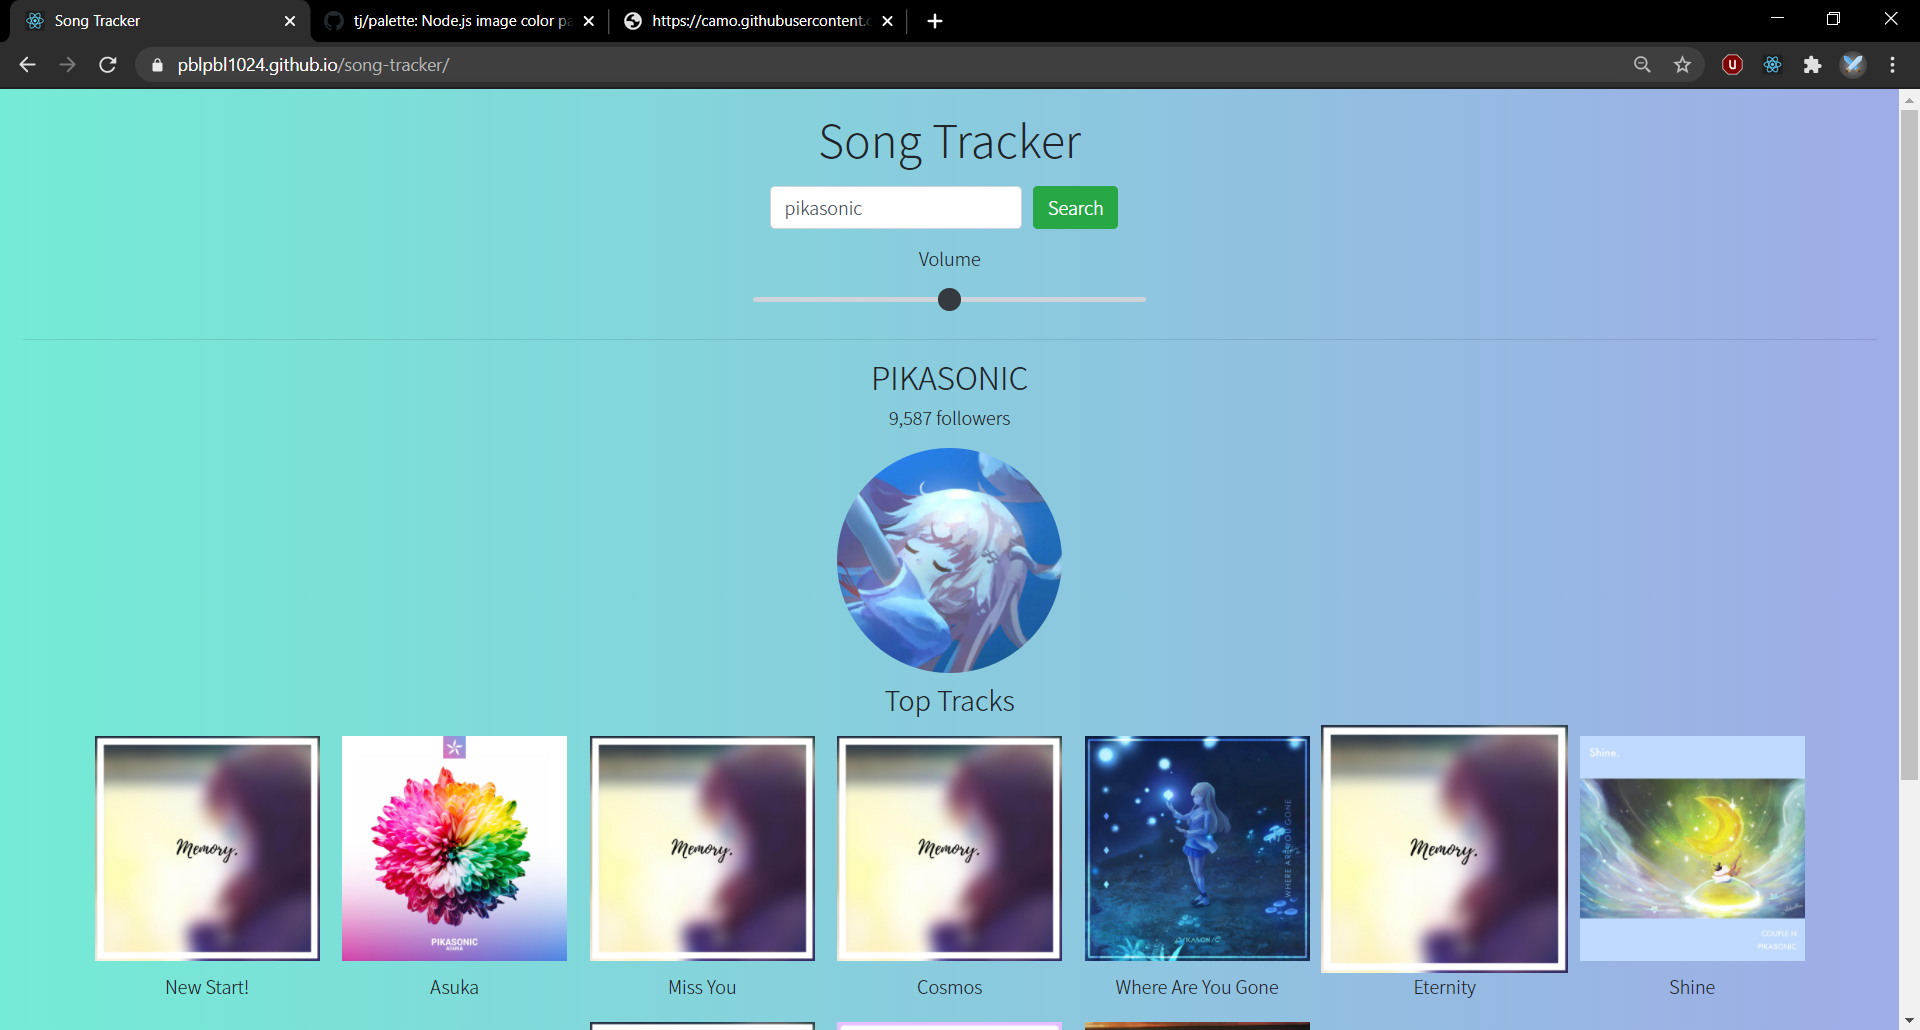 Song Tracker
tj/palette: Node.js image color pa
https://camo.githubusercontent.c
pblpbl1024.github.io/song-tracker/
Song Tracker
pikasonic
Search
Volume
PIKASONIC
9,587 followers
Top Tracks
Memory.
PIKASONIC
ASUKA
Memory.
Memory.
WHERE ARE YOU GONE
PIKASONIC
Memory.
Shine.
COUPLE N
PIKASONIC
New Start!
Asuka
Miss You
Cosmos
Where Are You Gone
Eternity
Shine